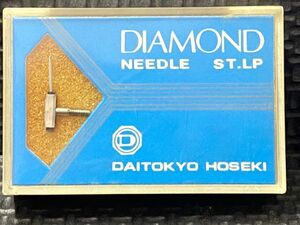 DIAMOND
NEEDLE ST.LP
D
DAITOKYO HOSEKI